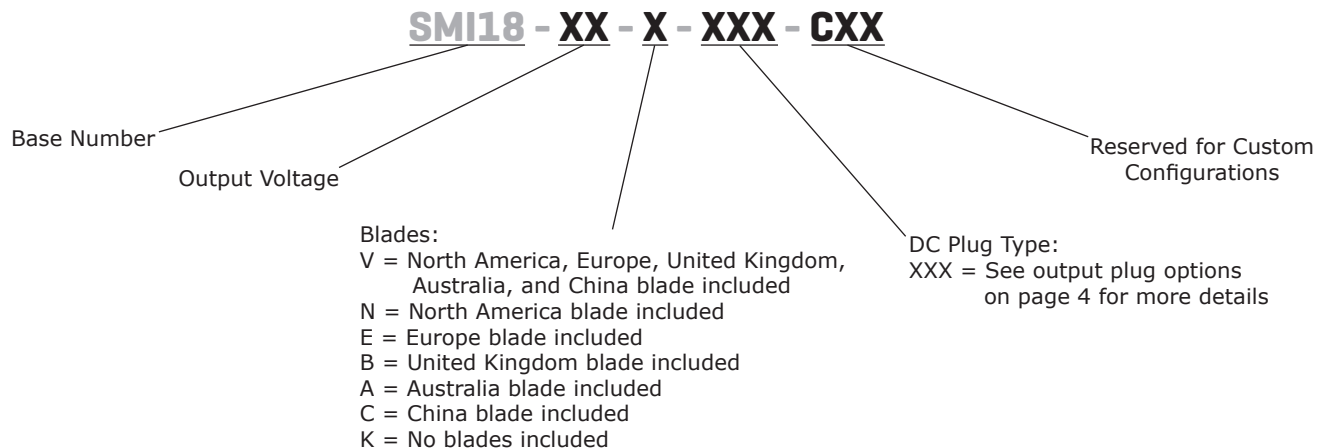 SMI18 - XX - X - XXX - CXX
Base Number
Output Voltage
Blades:
V = North America, Europe, United Kingdom,
Australia, and China blade included
N = North America blade included
E = Europe blade included
B = United Kingdom blade included
A = Australia blade included
C = China blade included
K = No blades included
DC Plug Type:
XXX = See output plug options
on page 4 for more details
Reserved for Custom
Configurations